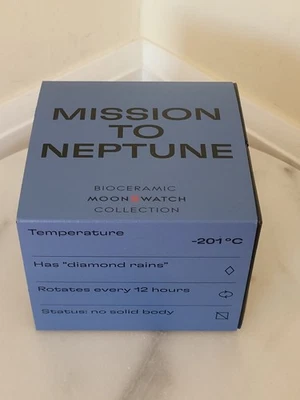 MISSION
TO
NEPTUNE
BIOCERAMIC
MOONSWATCH
COLLECTION
Temperature -201°C
Has "diamond rains"
Rotates every 12 hours
Status: no solid body